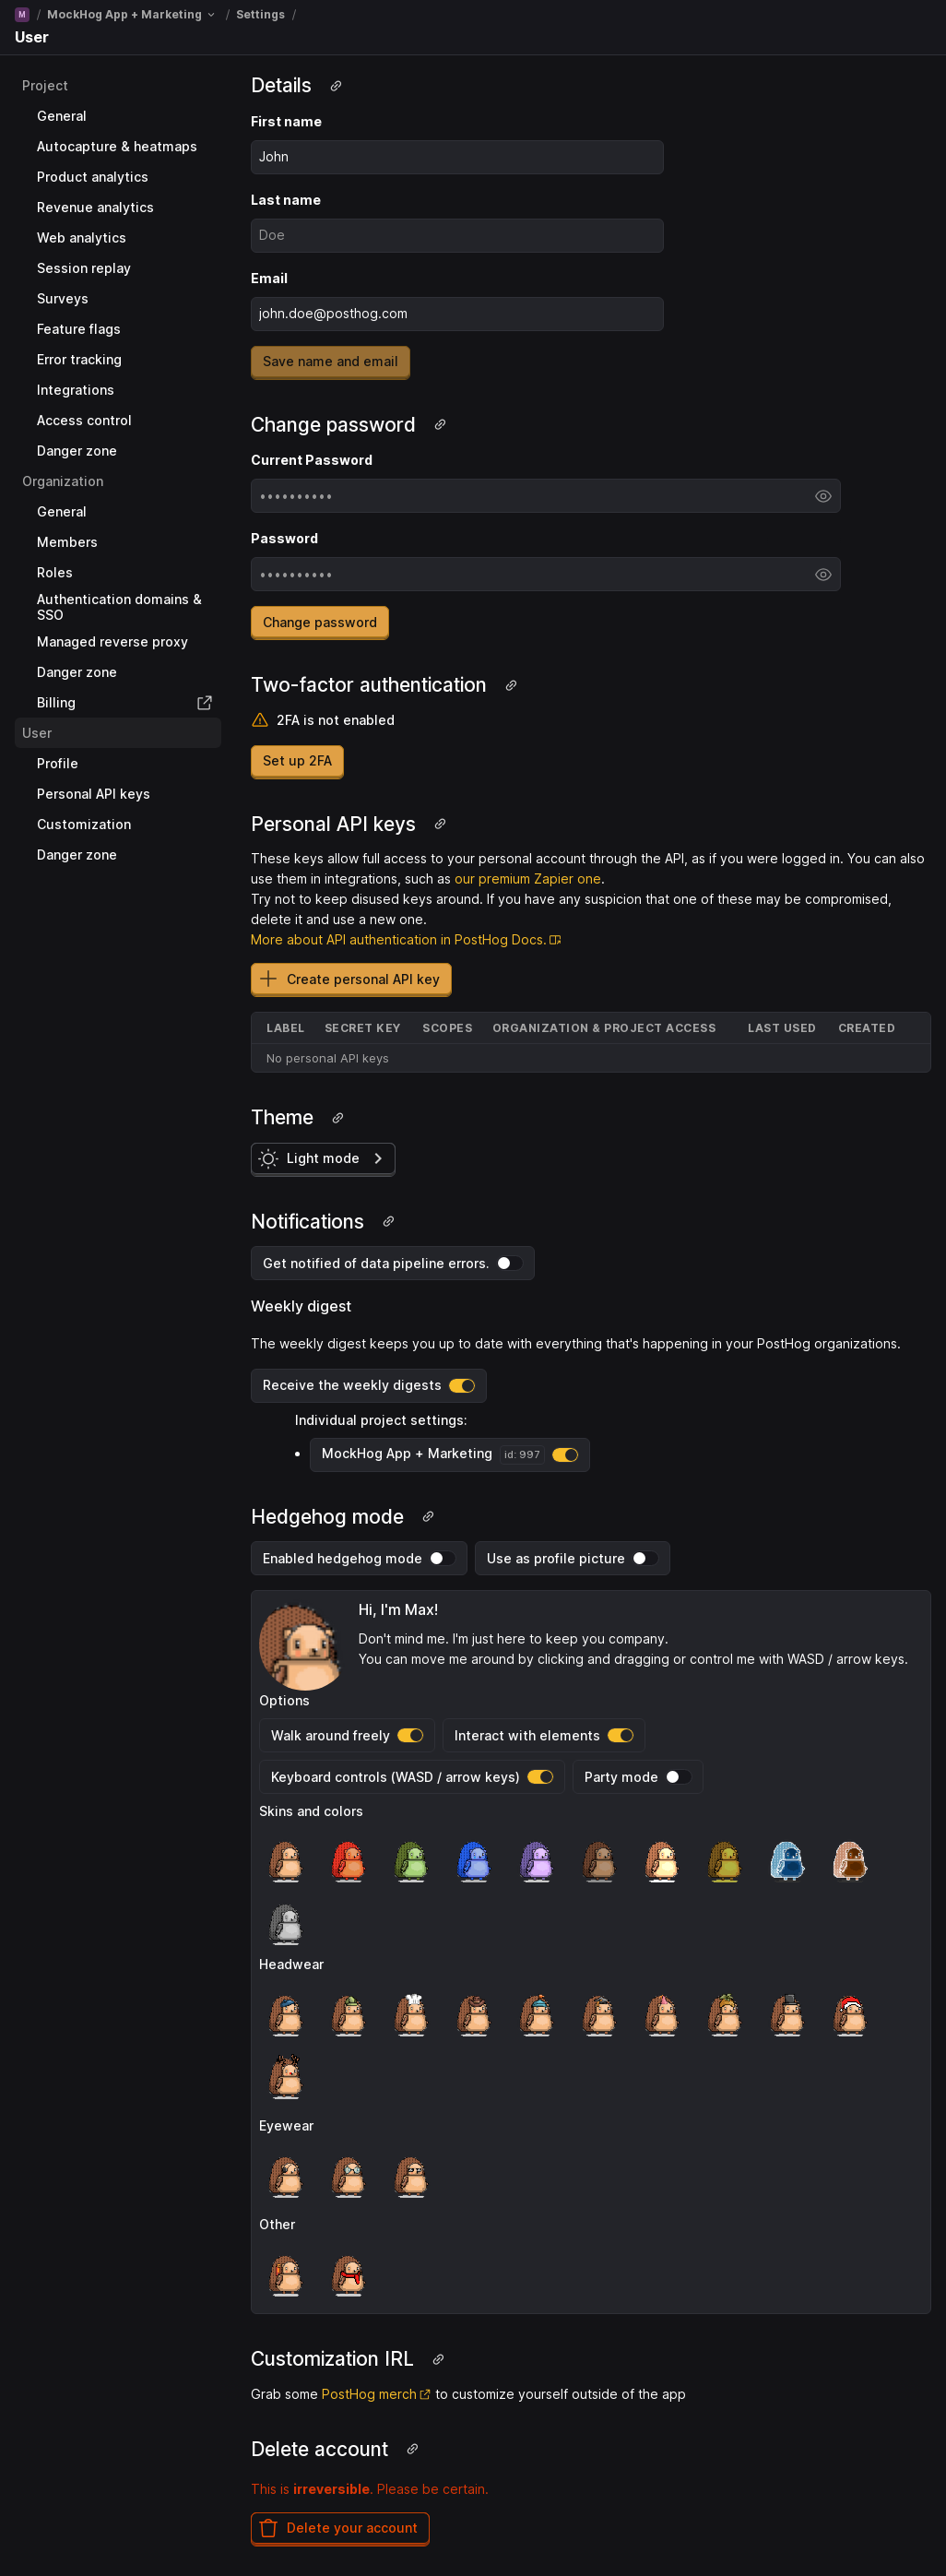 M / MockHog App + Marketing / Settings /
User
Project
General
Autocapture & heatmaps
Product analytics
Revenue analytics
Web analytics
Session replay
Surveys
Feature flags
Error tracking
Integrations
Access control
Danger zone
Organization
General
Members
Roles
Authentication domains &
SSO
Managed reverse proxy
Danger zone
Billing
User
Profile
Personal API keys
Customization
Danger zone
Details
First name
John
Last name
Doe
Email
john.doe@posthog.com
Save name and email
Change password
Current Password
••••••••••
Password
••••••••••
Change password
Two-factor authentication
2FA is not enabled
Set up 2FA
Personal API keys
These keys allow full access to your personal account through the API, as if you were logged in. You can also
use them in integrations, such as our premium Zapier one.
Try not to keep disused keys around. If you have any suspicion that one of these may be compromised,
delete it and use a new one.
More about API authentication in PostHog Docs.
Create personal API key
LABEL SECRET KEY SCOPES ORGANIZATION & PROJECT ACCESS LAST USED CREATED
No personal API keys
Theme
Light mode
Notifications
Get notified of data pipeline errors.
Weekly digest
The weekly digest keeps you up to date with everything that's happening in your PostHog organizations.
Receive the weekly digests
Individual project settings:
• MockHog App + Marketing id: 997
Hedgehog mode
Enabled hedgehog mode Use as profile picture
Hi, I'm Max!
Don't mind me. I'm just here to keep you company.
You can move me around by clicking and dragging or control me with WASD / arrow keys.
Options
Walk around freely Interact with elements
Keyboard controls (WASD / arrow keys) Party mode
Skins and colors
Headwear
Eyewear
Other
Customization IRL
Grab some PostHog merch to customize yourself outside of the app
Delete account
This is irreversible. Please be certain.
Delete your account